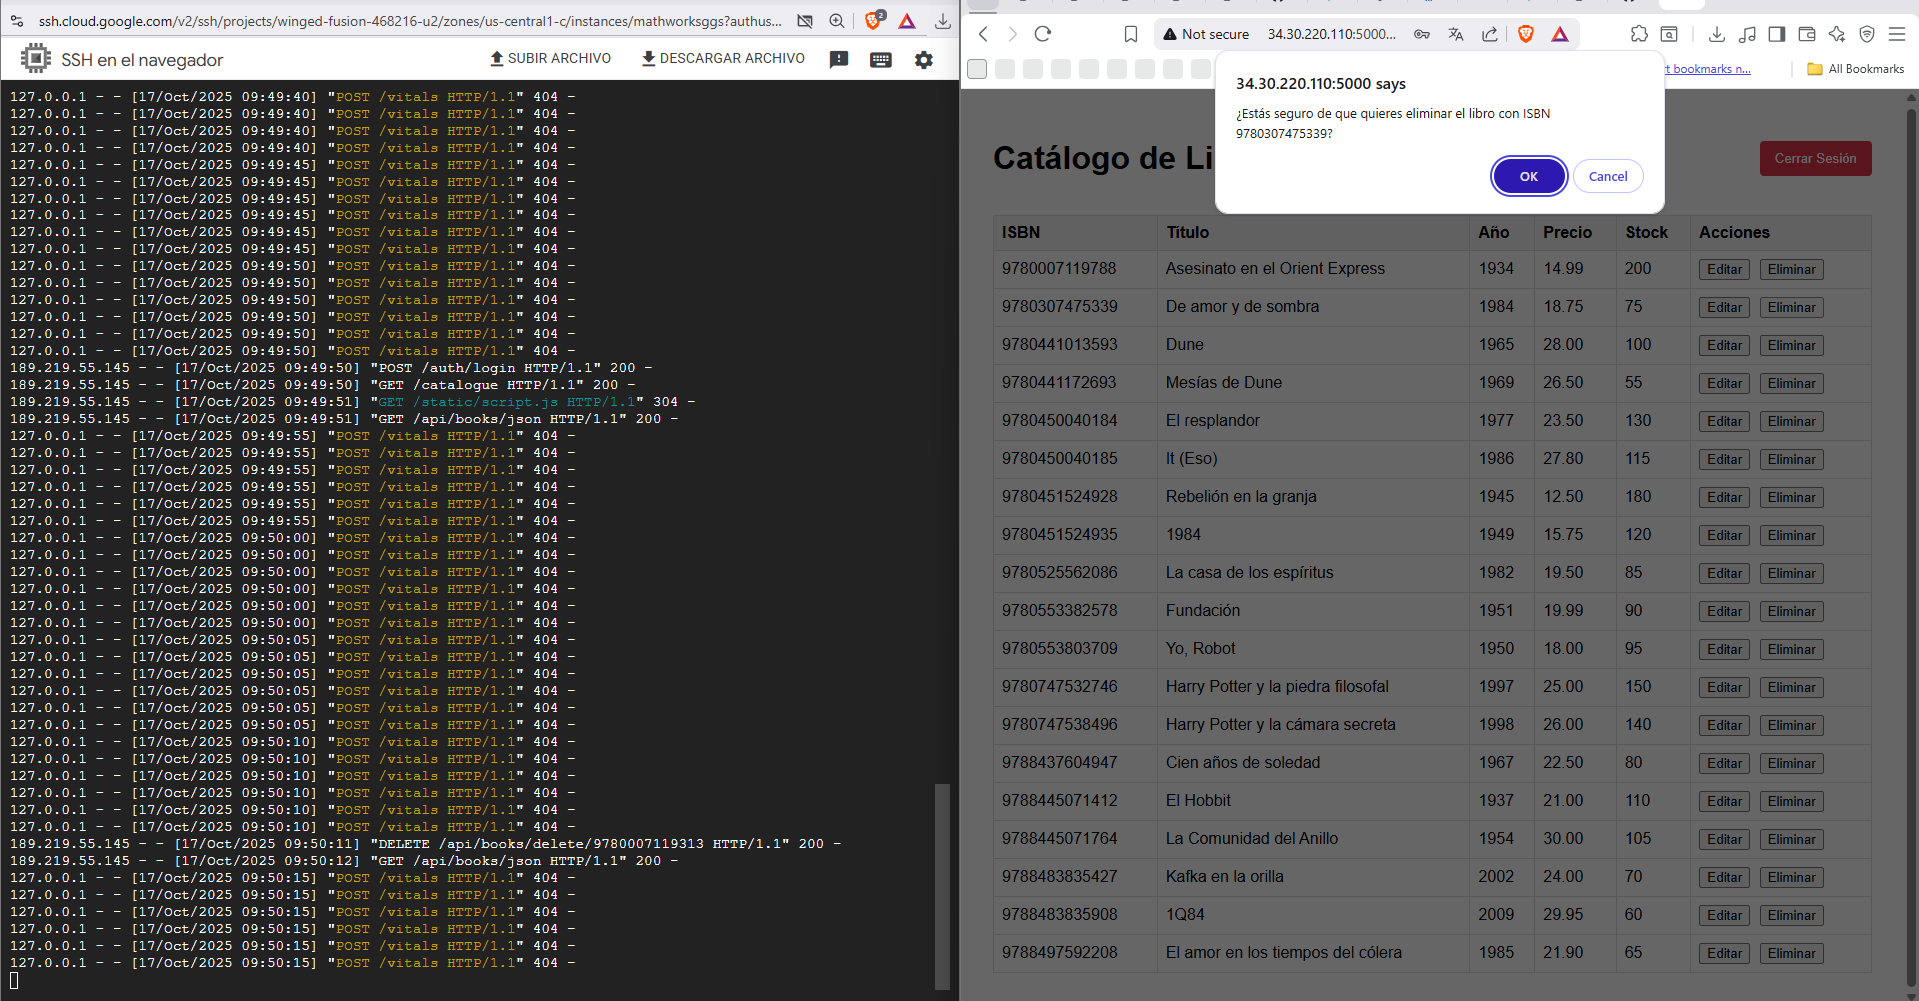 ssh.cloud.google.com/v2/ssh/projects/winged-fusion-468216-u2/zones/us-central1-c/instances/mathworksggs?authus...
2
SSH en el navegador
SUBIR ARCHIVO
DESCARGAR ARCHIVO
127.0.0.1 - - [17/Oct/2025 09:49:40] "POST /vitals HTTP/1.1" 404 -
127.0.0.1 - - [17/Oct/2025 09:49:40] "POST /vitals HTTP/1.1" 404 -
127.0.0.1 - - [17/Oct/2025 09:49:40] "POST /vitals HTTP/1.1" 404 -
127.0.0.1 - - [17/Oct/2025 09:49:40] "POST /vitals HTTP/1.1" 404 -
127.0.0.1 - - [17/Oct/2025 09:49:45] "POST /vitals HTTP/1.1" 404 -
127.0.0.1 - - [17/Oct/2025 09:49:45] "POST /vitals HTTP/1.1" 404 -
127.0.0.1 - - [17/Oct/2025 09:49:45] "POST /vitals HTTP/1.1" 404 -
127.0.0.1 - - [17/Oct/2025 09:49:45] "POST /vitals HTTP/1.1" 404 -
127.0.0.1 - - [17/Oct/2025 09:49:45] "POST /vitals HTTP/1.1" 404 -
127.0.0.1 - - [17/Oct/2025 09:49:45] "POST /vitals HTTP/1.1" 404 -
127.0.0.1 - - [17/Oct/2025 09:49:50] "POST /vitals HTTP/1.1" 404 -
127.0.0.1 - - [17/Oct/2025 09:49:50] "POST /vitals HTTP/1.1" 404 -
127.0.0.1 - - [17/Oct/2025 09:49:50] "POST /vitals HTTP/1.1" 404 -
127.0.0.1 - - [17/Oct/2025 09:49:50] "POST /vitals HTTP/1.1" 404 -
127.0.0.1 - - [17/Oct/2025 09:49:50] "POST /vitals HTTP/1.1" 404 -
127.0.0.1 - - [17/Oct/2025 09:49:50] "POST /vitals HTTP/1.1" 404 -
189.219.55.145 - - [17/Oct/2025 09:49:50] "POST /auth/login HTTP/1.1" 200 -
189.219.55.145 - - [17/Oct/2025 09:49:50] "GET /catalogue HTTP/1.1" 200 -
189.219.55.145 - - [17/Oct/2025 09:49:51] "GET /static/script.js HTTP/1.1" 304 -
189.219.55.145 - - [17/Oct/2025 09:49:51] "GET /api/books/json HTTP/1.1" 200 -
127.0.0.1 - - [17/Oct/2025 09:49:55] "POST /vitals HTTP/1.1" 404 -
127.0.0.1 - - [17/Oct/2025 09:49:55] "POST /vitals HTTP/1.1" 404 -
127.0.0.1 - - [17/Oct/2025 09:49:55] "POST /vitals HTTP/1.1" 404 -
127.0.0.1 - - [17/Oct/2025 09:49:55] "POST /vitals HTTP/1.1" 404 -
127.0.0.1 - - [17/Oct/2025 09:49:55] "POST /vitals HTTP/1.1" 404 -
127.0.0.1 - - [17/Oct/2025 09:49:55] "POST /vitals HTTP/1.1" 404 -
127.0.0.1 - - [17/Oct/2025 09:50:00] "POST /vitals HTTP/1.1" 404 -
127.0.0.1 - - [17/Oct/2025 09:50:00] "POST /vitals HTTP/1.1" 404 -
127.0.0.1 - - [17/Oct/2025 09:50:00] "POST /vitals HTTP/1.1" 404 -
127.0.0.1 - - [17/Oct/2025 09:50:00] "POST /vitals HTTP/1.1" 404 -
127.0.0.1 - - [17/Oct/2025 09:50:00] "POST /vitals HTTP/1.1" 404 -
127.0.0.1 - - [17/Oct/2025 09:50:00] "POST /vitals HTTP/1.1" 404 -
127.0.0.1 - - [17/Oct/2025 09:50:05] "POST /vitals HTTP/1.1" 404 -
127.0.0.1 - - [17/Oct/2025 09:50:05] "POST /vitals HTTP/1.1" 404 -
127.0.0.1 - - [17/Oct/2025 09:50:05] "POST /vitals HTTP/1.1" 404 -
127.0.0.1 - - [17/Oct/2025 09:50:05] "POST /vitals HTTP/1.1" 404 -
127.0.0.1 - - [17/Oct/2025 09:50:05] "POST /vitals HTTP/1.1" 404 -
127.0.0.1 - - [17/Oct/2025 09:50:05] "POST /vitals HTTP/1.1" 404 -
127.0.0.1 - - [17/Oct/2025 09:50:10] "POST /vitals HTTP/1.1" 404 -
127.0.0.1 - - [17/Oct/2025 09:50:10] "POST /vitals HTTP/1.1" 404 -
127.0.0.1 - - [17/Oct/2025 09:50:10] "POST /vitals HTTP/1.1" 404 -
127.0.0.1 - - [17/Oct/2025 09:50:10] "POST /vitals HTTP/1.1" 404 -
127.0.0.1 - - [17/Oct/2025 09:50:10] "POST /vitals HTTP/1.1" 404 -
127.0.0.1 - - [17/Oct/2025 09:50:10] "POST /vitals HTTP/1.1" 404 -
189.219.55.145 - - [17/Oct/2025 09:50:11] "DELETE /api/books/delete/9780007119313 HTTP/1.1" 200 -
189.219.55.145 - - [17/Oct/2025 09:50:12] "GET /api/books/json HTTP/1.1" 200 -
127.0.0.1 - - [17/Oct/2025 09:50:15] "POST /vitals HTTP/1.1" 404 -
127.0.0.1 - - [17/Oct/2025 09:50:15] "POST /vitals HTTP/1.1" 404 -
127.0.0.1 - - [17/Oct/2025 09:50:15] "POST /vitals HTTP/1.1" 404 -
127.0.0.1 - - [17/Oct/2025 09:50:15] "POST /vitals HTTP/1.1" 404 -
127.0.0.1 - - [17/Oct/2025 09:50:15] "POST /vitals HTTP/1.1" 404 -
127.0.0.1 - - [17/Oct/2025 09:50:15] "POST /vitals HTTP/1.1" 404 -
Not secure 34.30.220.110:5000...
t bookmarks n... All Bookmarks
34.30.220.110:5000 says
¿Estás seguro de que quieres eliminar el libro con ISBN
9780307475339?
OK Cancel
Catálogo de Li
Cerrar Sesión
ISBN Título Año Precio Stock Acciones
9780007119788 Asesinato en el Orient Express 1934 14.99 200 Editar Eliminar
9780307475339 De amor y de sombra 1984 18.75 75 Editar Eliminar
9780441013593 Dune 1965 28.00 100 Editar Eliminar
9780441172693 Mesías de Dune 1969 26.50 55 Editar Eliminar
9780450040184 El resplandor 1977 23.50 130 Editar Eliminar
9780450040185 It (Eso) 1986 27.80 115 Editar Eliminar
9780451524928 Rebelión en la granja 1945 12.50 180 Editar Eliminar
9780451524935 1984 1949 15.75 120 Editar Eliminar
9780525562086 La casa de los espíritus 1982 19.50 85 Editar Eliminar
9780553382578 Fundación 1951 19.99 90 Editar Eliminar
9780553803709 Yo, Robot 1950 18.00 95 Editar Eliminar
9780747532746 Harry Potter y la piedra filosofal 1997 25.00 150 Editar Eliminar
9780747538496 Harry Potter y la cámara secreta 1998 26.00 140 Editar Eliminar
9788437604947 Cien años de soledad 1967 22.50 80 Editar Eliminar
9788445071412 El Hobbit 1937 21.00 110 Editar Eliminar
9788445071764 La Comunidad del Anillo 1954 30.00 105 Editar Eliminar
9788483835427 Kafka en la orilla 2002 24.00 70 Editar Eliminar
9788483835908 1Q84 2009 29.95 60 Editar Eliminar
9788497592208 El amor en los tiempos del cólera 1985 21.90 65 Editar Eliminar